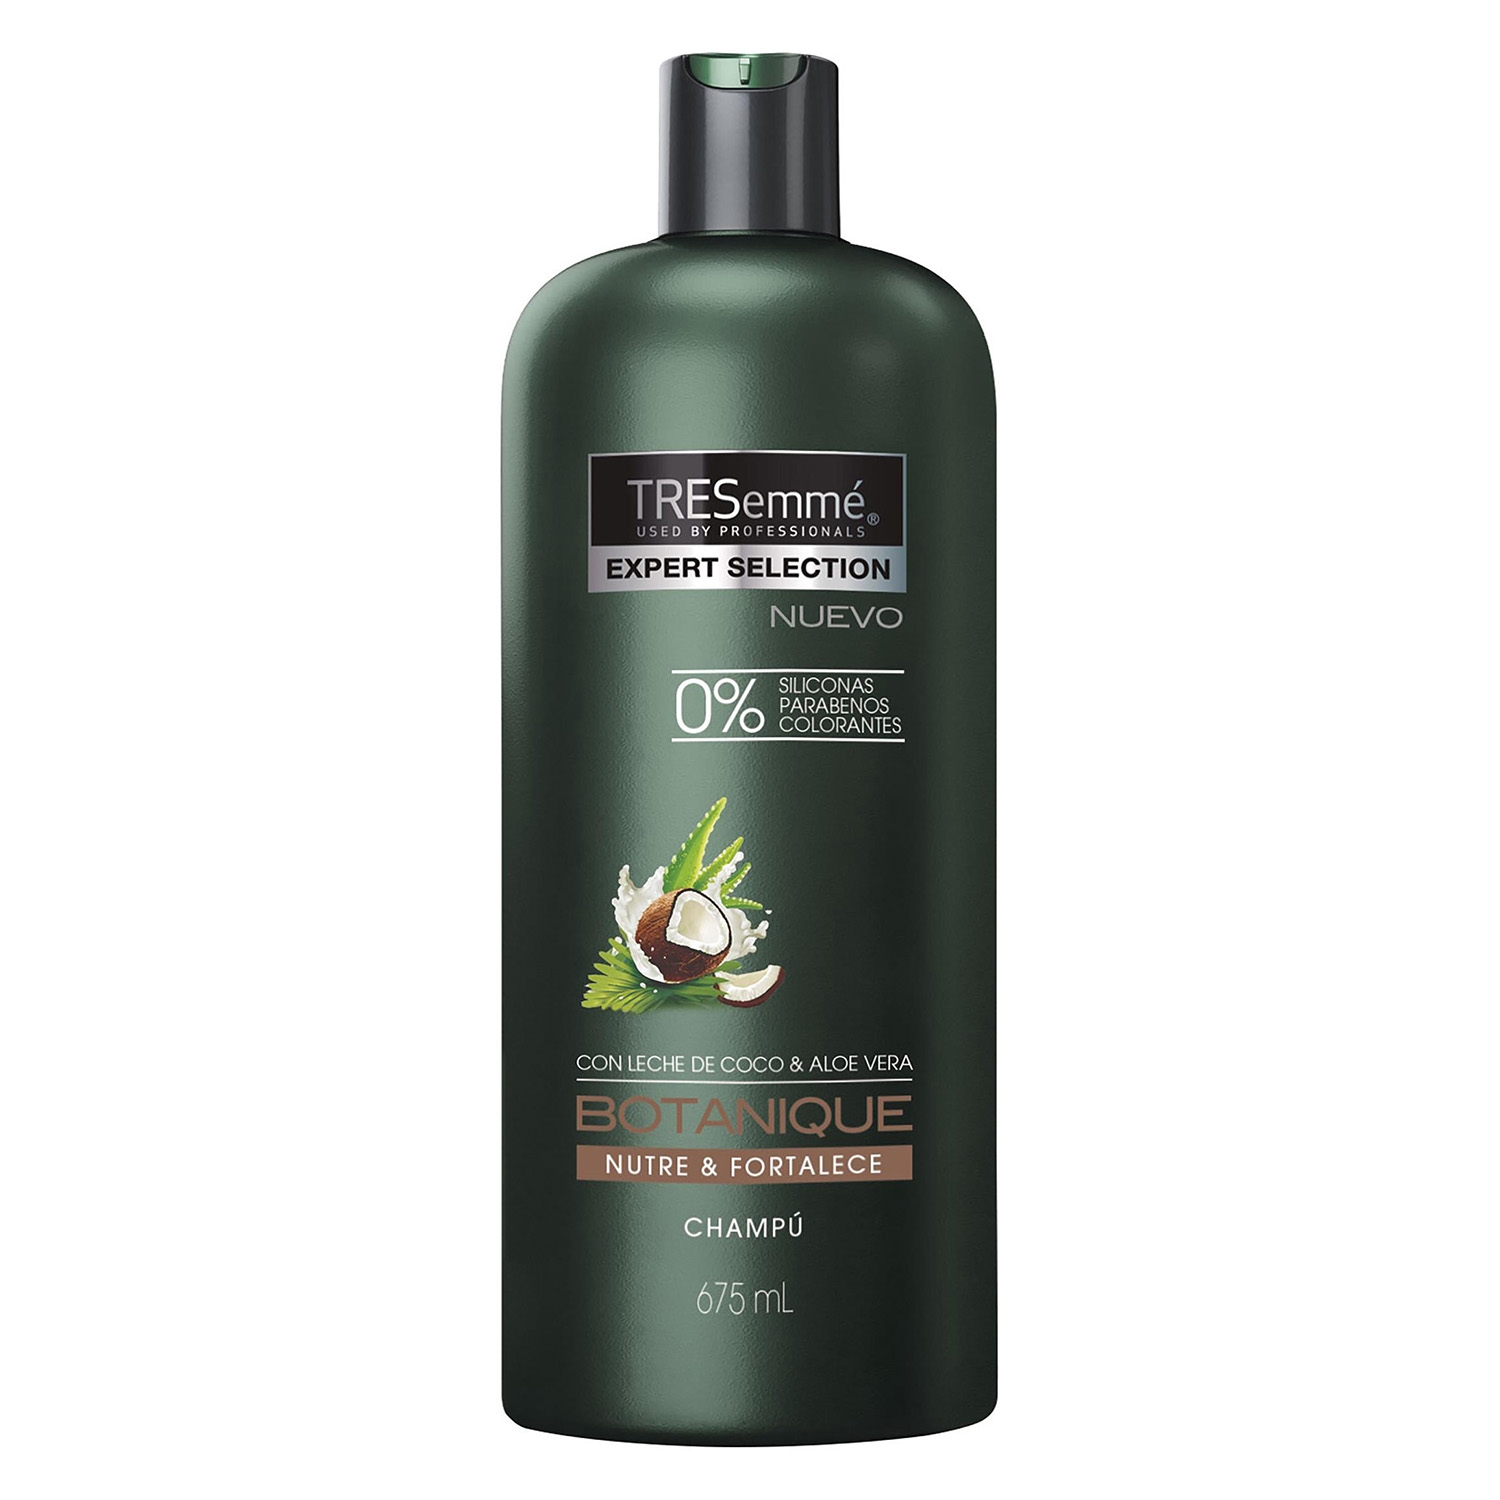 TRESemmé®
USED BY PROFESSIONALS
EXPERT SELECTION
NUEVO
0% SILICONAS
PARABENOS
COLORANTES
CON LECHE DE COCO & ALOE VERA
BOTANIQUE
NUTRE & FORTALECE
CHAMPÚ
675 mL